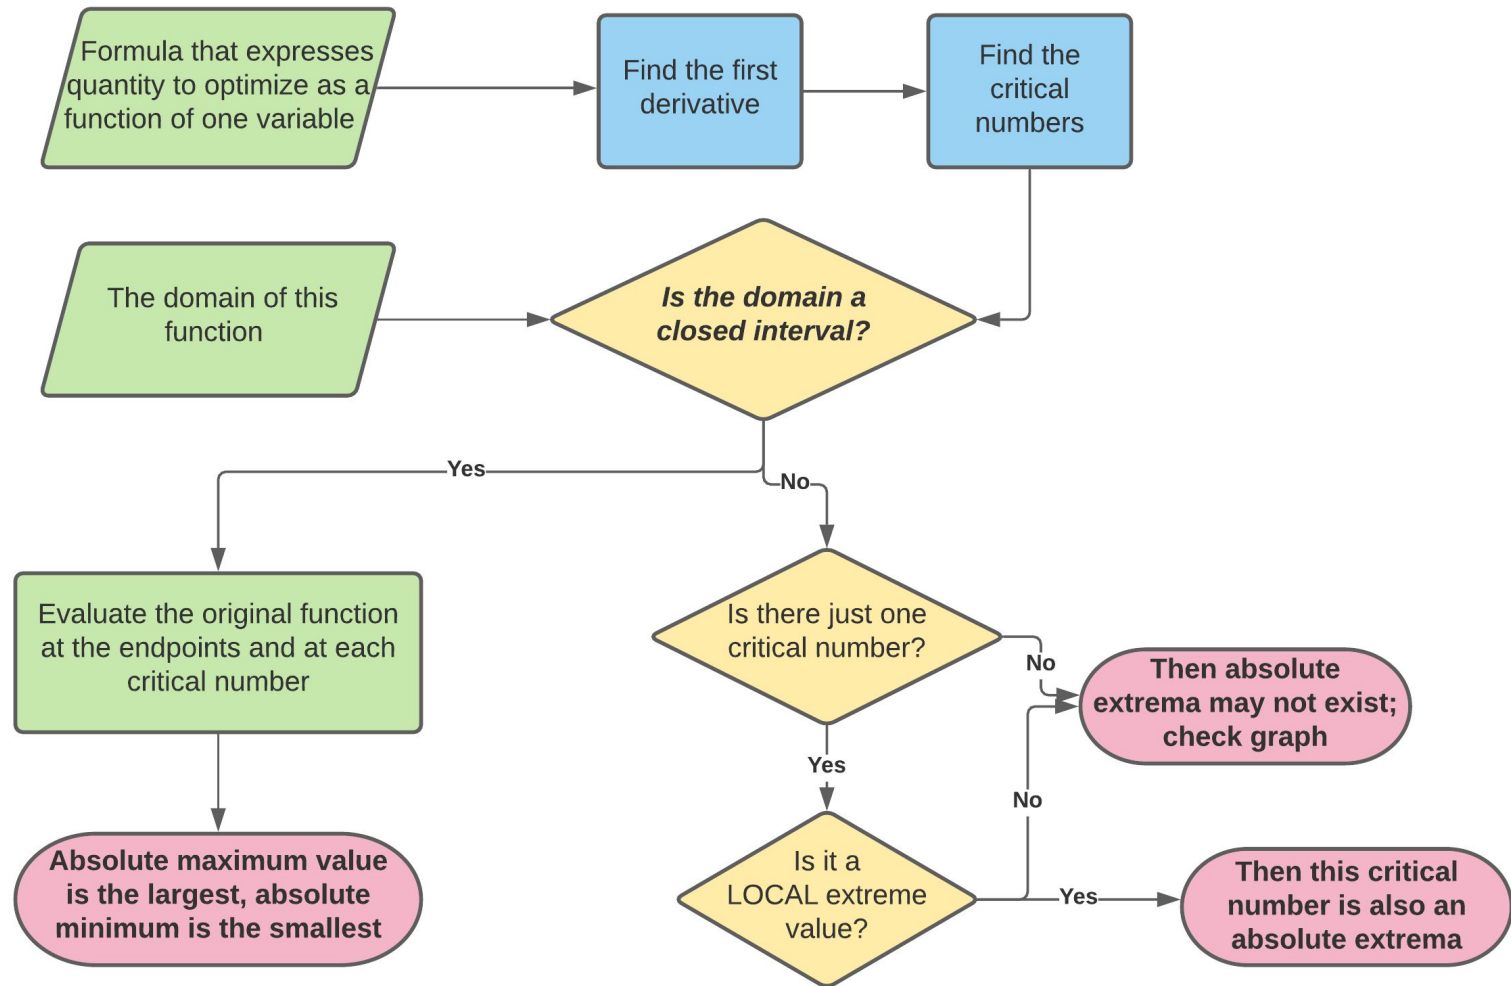 Formula that expresses
quantity to optimize as a
function of one variable
Find the first
derivative
Find the
critical
numbers
The domain of this
function
Is the domain a
closed interval?
Yes
No
Evaluate the original function
at the endpoints and at each
critical number
Is there just one
critical number?
No
Then absolute
extrema may not exist;
check graph
Yes
No
Absolute maximum value
is the largest, absolute
minimum is the smallest
Is it a
LOCAL extreme
value?
Yes
Then this critical
number is also an
absolute extrema